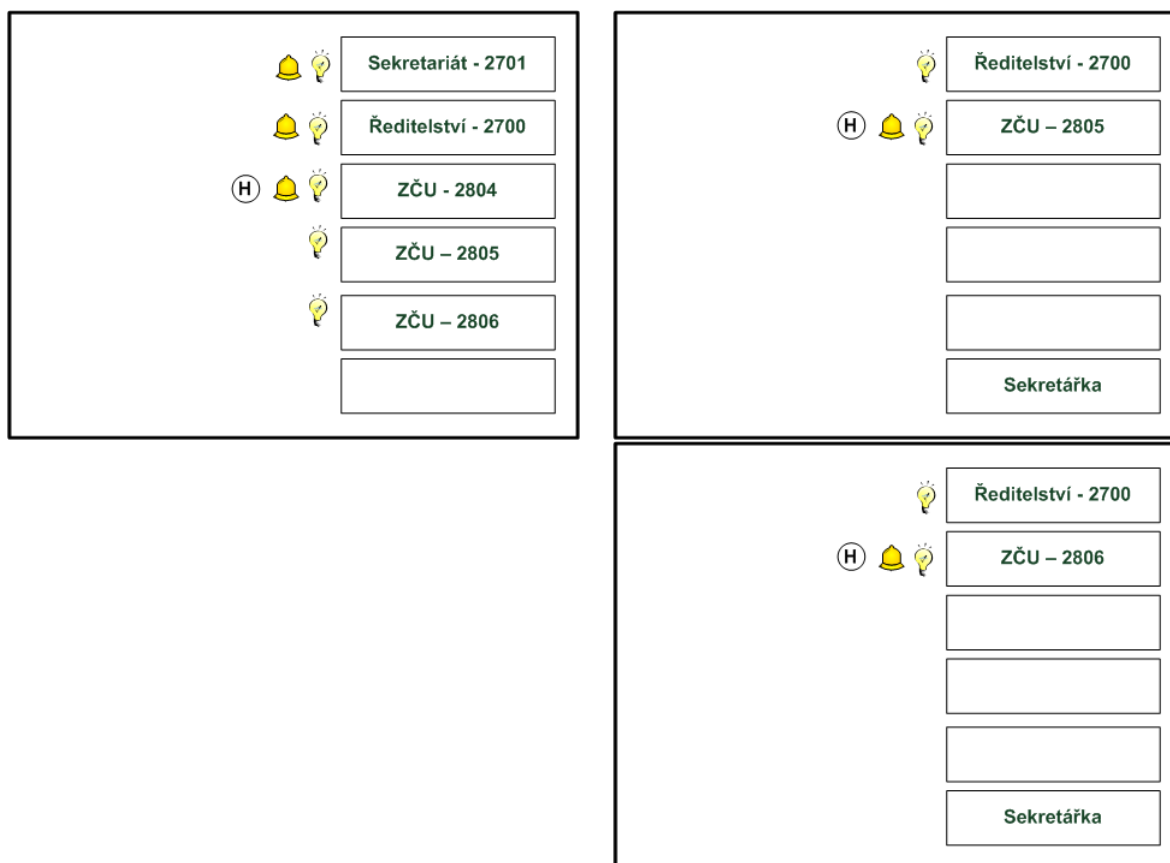 Sekretariát - 2701
Ředitelství - 2700
H
ZČU - 2804
ZČU – 2805
ZČU – 2806
Ředitelství - 2700
H
ZČU – 2805
Sekretářka
Ředitelství - 2700
H
ZČU – 2806
Sekretářka